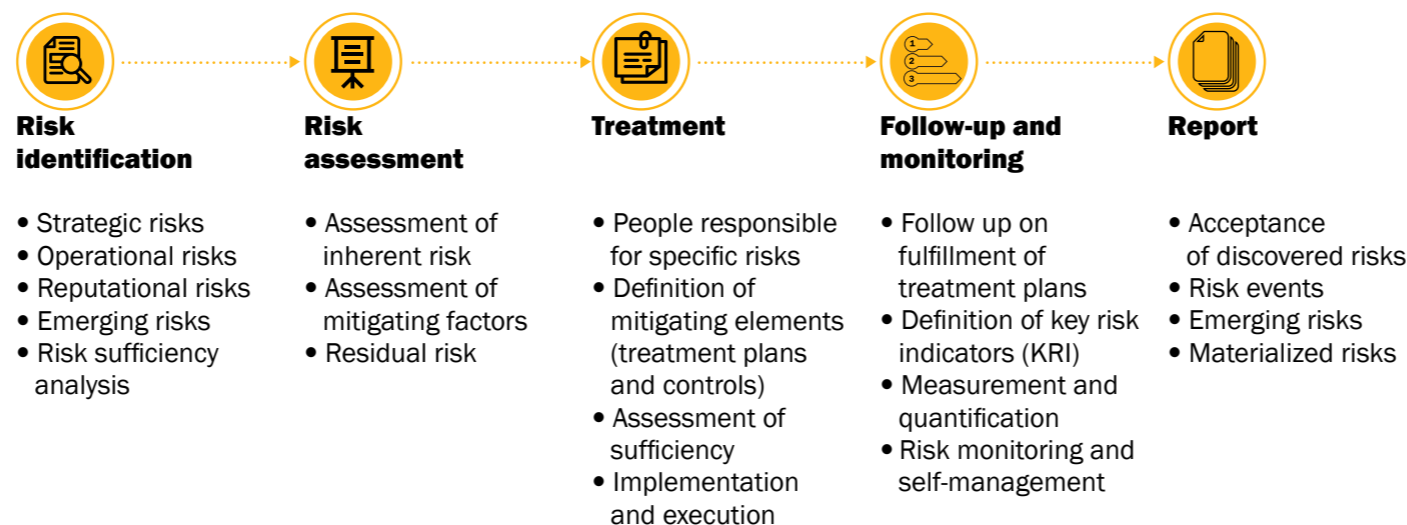 1
2
3
Risk
identification
• Strategic risks
• Operational risks
• Reputational risks
• Emerging risks
• Risk sufficiency
analysis
Risk
assessment
• Assessment of
inherent risk
• Assessment of
mitigating factors
• Residual risk
Treatment
• People responsible
for specific risks
• Definition of
mitigating elements
(treatment plans
and controls)
• Assessment of
sufficiency
• Implementation
and execution
Follow-up and
monitoring
• Follow up on
fulfillment of
treatment plans
• Definition of key risk
indicators (KRI)
• Measurement and
quantification
• Risk monitoring and
self-management
Report
• Acceptance
of discovered risks
• Risk events
• Emerging risks
• Materialized risks